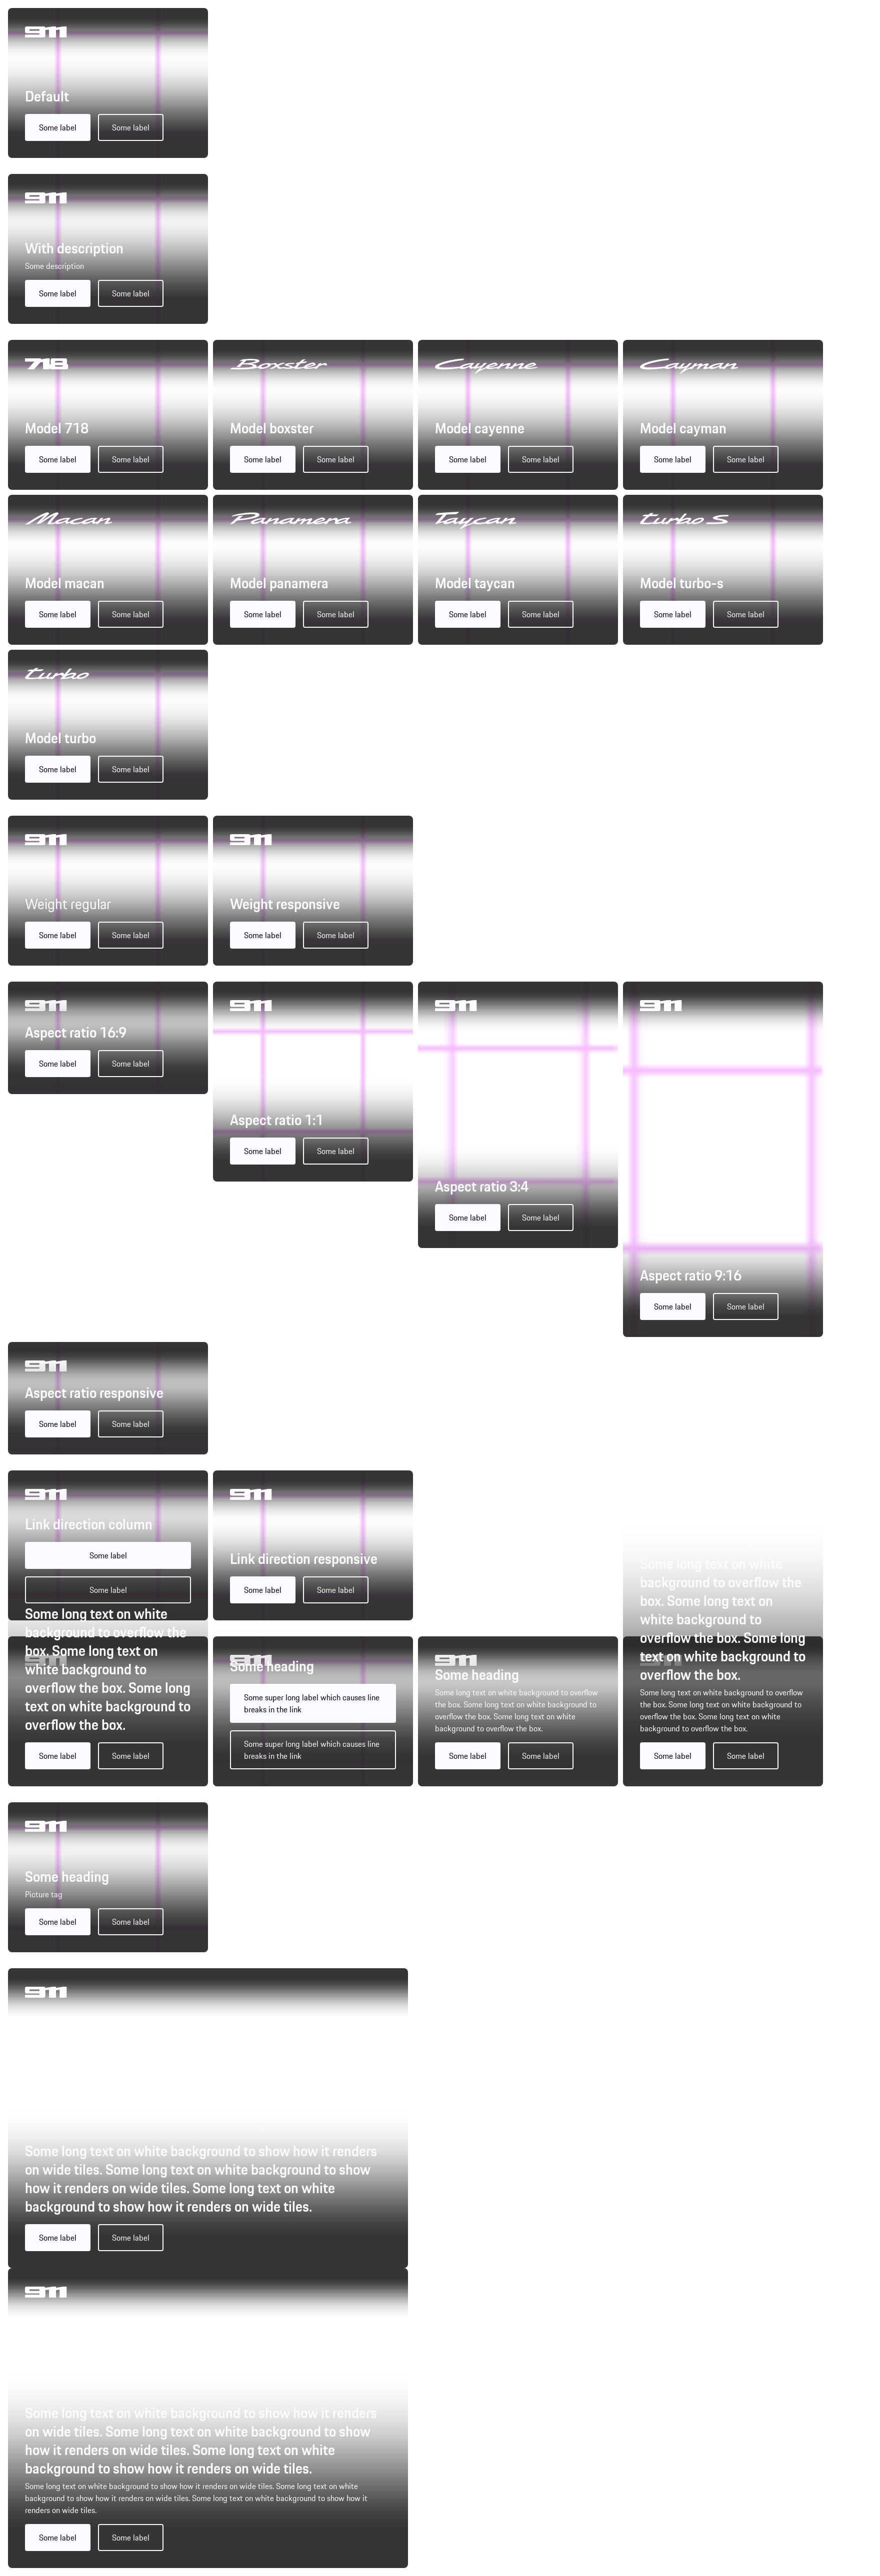 911
Default
Some label Some label
911
With description
Some description
Some label Some label
718 Boxster Cayenne Cayman
Model 718 Model boxster Model cayenne Model cayman
Some label Some label Some label Some label Some label Some label Some label Some label
Macan Panamera Taycan turbo S
Model macan Model panamera Model taycan Model turbo-s
Some label Some label Some label Some label Some label Some label Some label Some label
turbo
Model turbo
Some label Some label
911 911
Weight regular Weight responsive
Some label Some label Some label Some label
911 911 911 911
Aspect ratio 16:9
Some label Some label
Aspect ratio 1:1
Some label Some label
Aspect ratio 3:4
Some label Some label
Aspect ratio 9:16
Some label Some label
911
Aspect ratio responsive
Some label Some label
911
Link direction column
Some label
Some label
911
Link direction responsive
Some label Some label
911
Some long text on white
background to overflow the
box. Some long text on
white background to
overflow the box. Some long
text on white background to
overflow the box.
Some label Some label
911
Some heading
Some super long label which causes line
breaks in the link
Some super long label which causes line
breaks in the link
911
Some heading
Some long text on white background to overflow
the box. Some long text on white background to
overflow the box. Some long text on white
background to overflow the box.
Some label Some label
911
Some long text on white
background to overflow the
box. Some long text on
white background to
overflow the box. Some long
text on white background to
overflow the box.
Some long text on white background to overflow
the box. Some long text on white background to
overflow the box. Some long text on white
background to overflow the box.
Some label Some label
911
Some heading
Picture tag
Some label Some label
911
Some long text on white background to show how it renders
on wide tiles. Some long text on white background to show
how it renders on wide tiles. Some long text on white
background to show how it renders on wide tiles.
Some label Some label
911
Some long text on white background to show how it renders
on wide tiles. Some long text on white background to show
how it renders on wide tiles. Some long text on white
background to show how it renders on wide tiles.
Some long text on white background to show how it renders on wide tiles. Some long text on white
background to show how it renders on wide tiles. Some long text on white background to show how it
renders on wide tiles.
Some label Some label